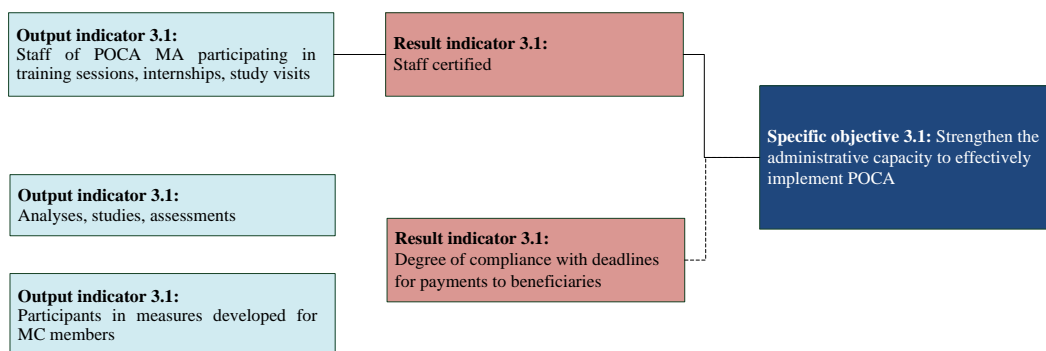 Output indicator 3.1:
Staff of POCA MA participating in
training sessions, internships, study visits
Result indicator 3.1:
Staff certified
Specific objective 3.1: Strengthen the
administrative capacity to effectively
implement POCA
Output indicator 3.1:
Analyses, studies, assessments
Result indicator 3.1:
Degree of compliance with deadlines
for payments to beneficiaries
Output indicator 3.1:
Participants in measures developed for
MC members